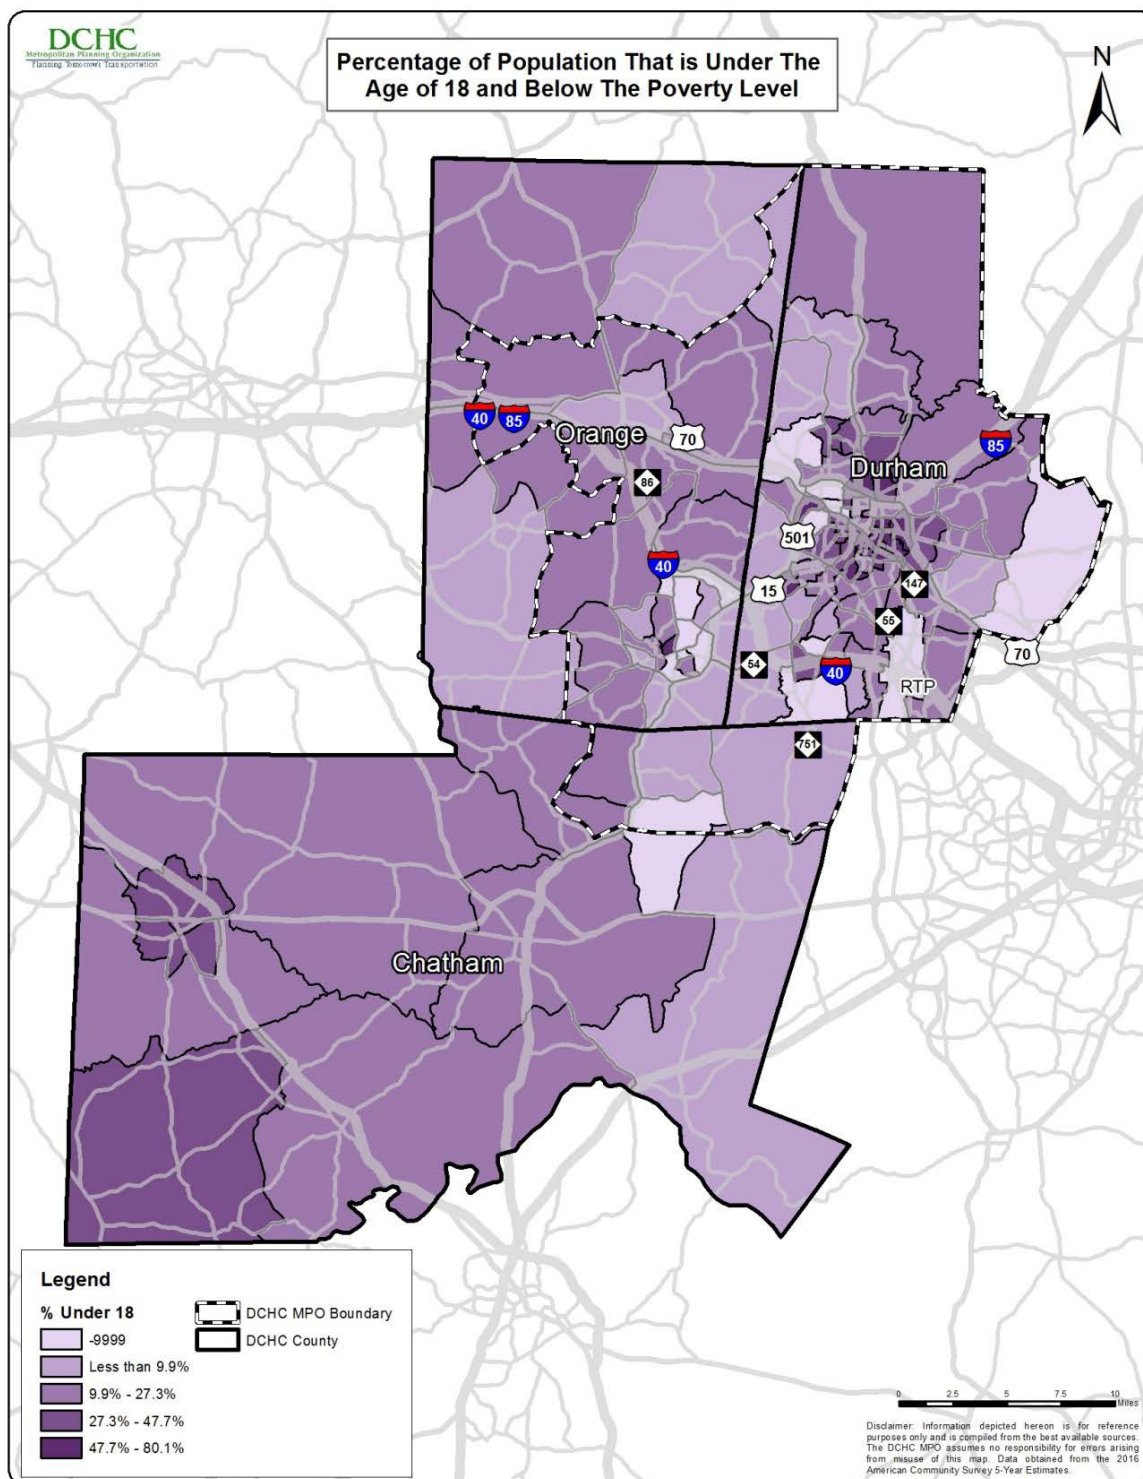 DCHC
Metropolitan Planning Organization
Planning Tomorrow's Transportation
Percentage of Population That is Under The
Age of 18 and Below The Poverty Level
N
40
85
Orange
70
86
85
Durham
501
40
15
147
55
70
54
40
RTP
751
Chatham
Legend
% Under 18
-9999
Less than 9.9%
9.9% - 27.3%
27.3% - 47.7%
47.7% - 80.1%
DCHC MPO Boundary
DCHC County
0 2.5 5 7.5 10
Miles
Disclaimer: Information depicted hereon is for reference
purposes only and is compiled from the best available sources.
The DCHC MPO assumes no responsibility for errors arising
from misuse of this map. Data obtained from the 2016
American Community Survey 5-Year Estimates.